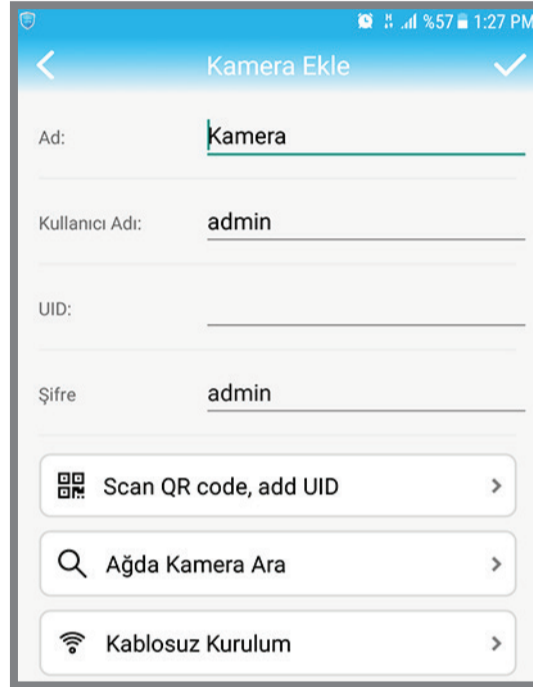 %57 1:27 PM
Kamera Ekle
Ad: Kamera
Kullanıcı Adı: admin
UID:
Şifre admin
Scan QR code, add UID
Ağda Kamera Ara
Kablosuz Kurulum